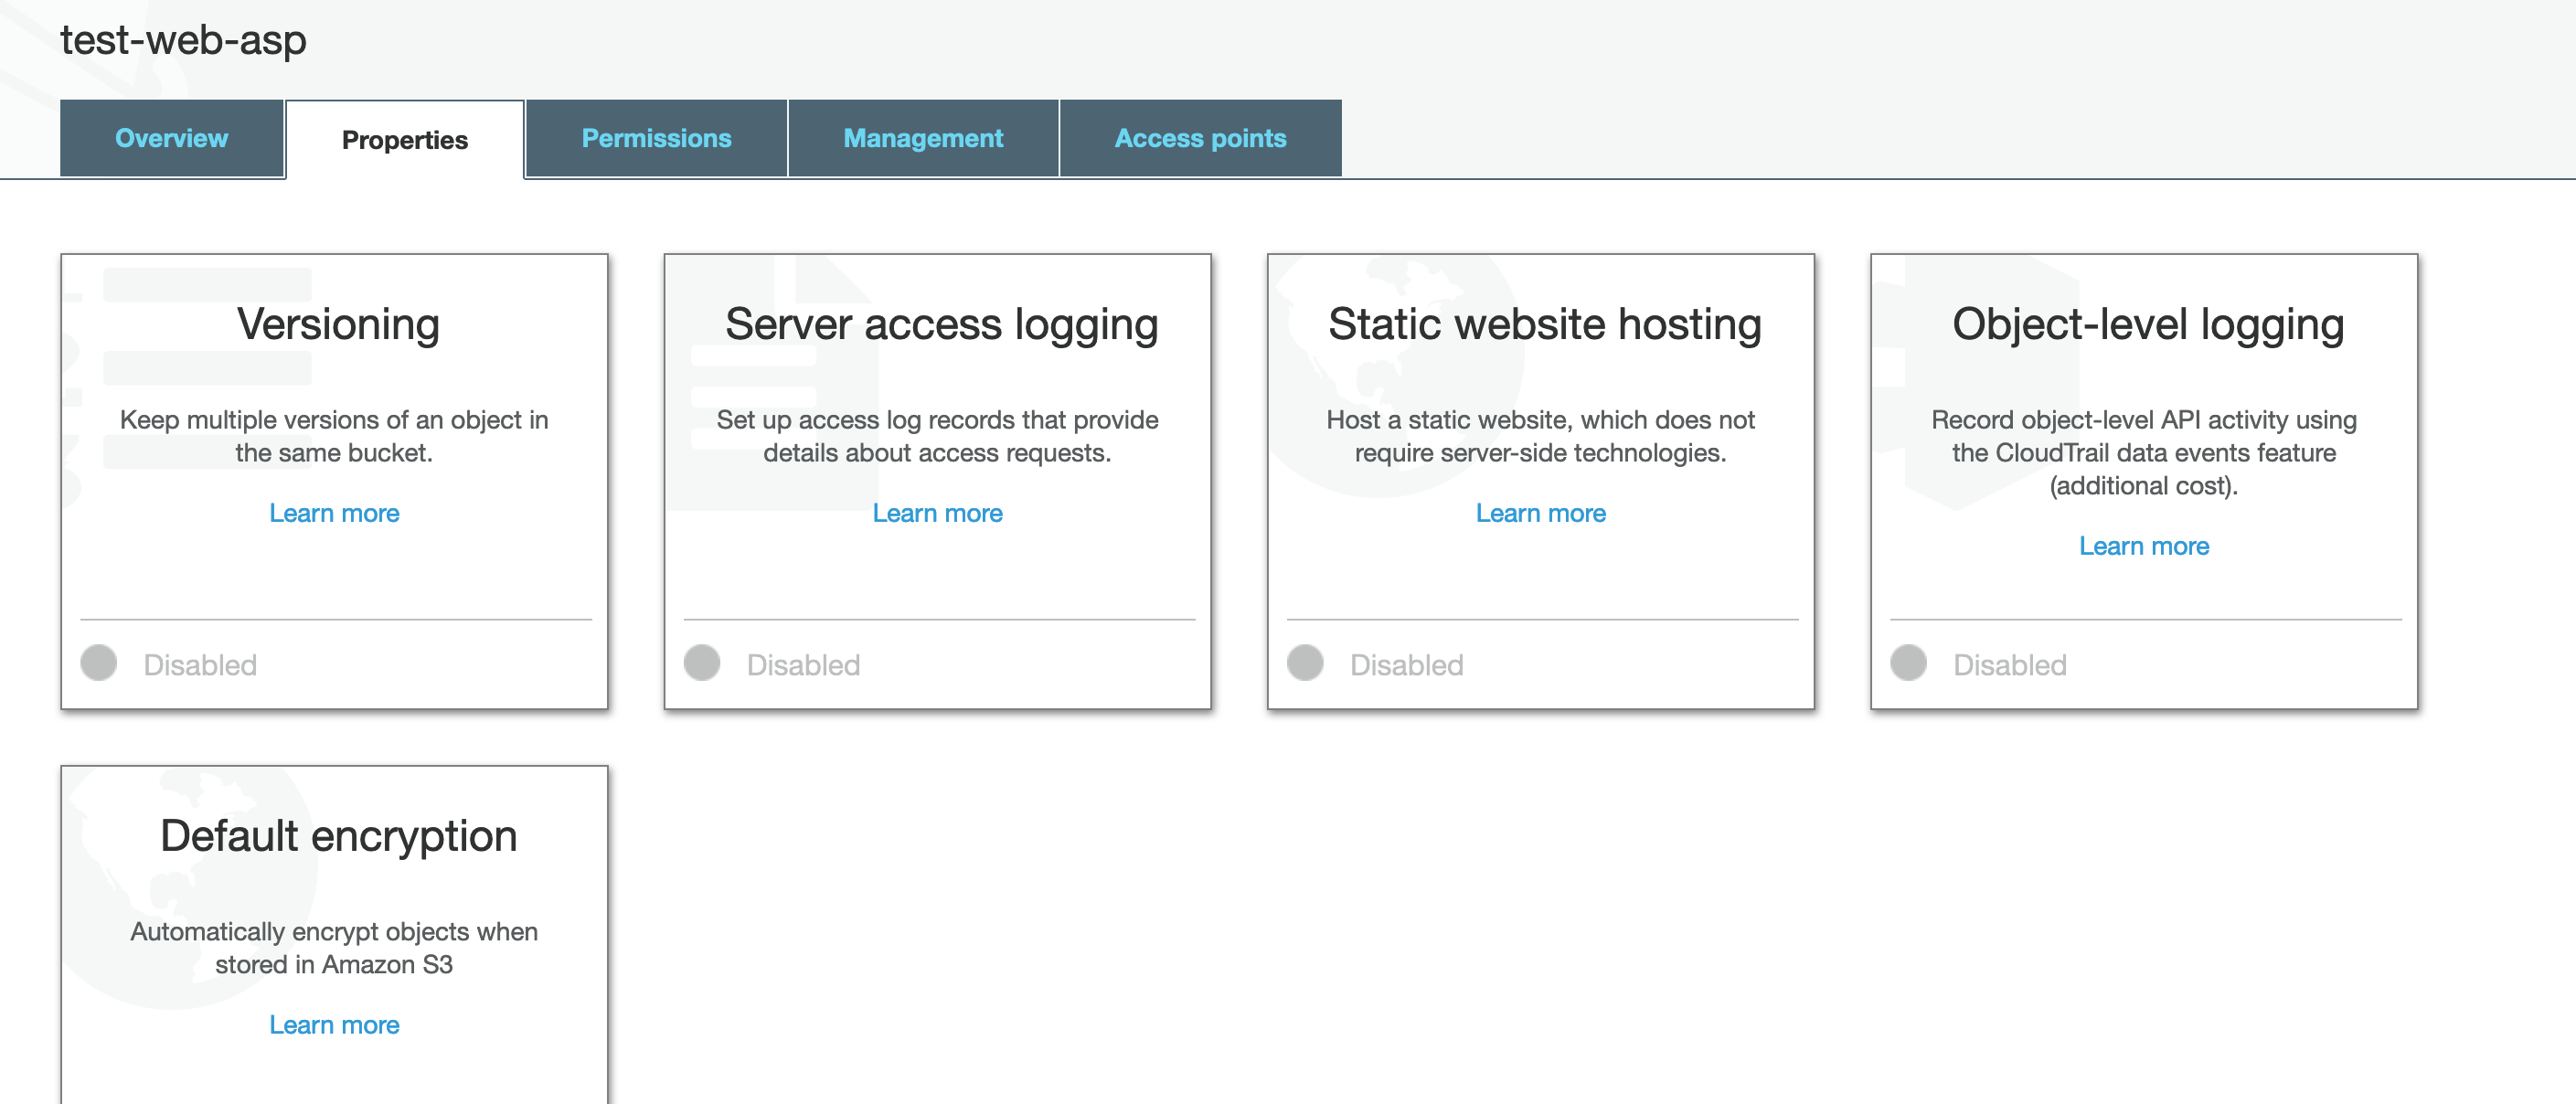 test-web-asp
Overview
Properties
Permissions
Management
Access points
Versioning
Keep multiple versions of an object in
the same bucket.
Learn more
Disabled
Server access logging
Set up access log records that provide
details about access requests.
Learn more
Disabled
Static website hosting
Host a static website, which does not
require server-side technologies.
Learn more
Disabled
Object-level logging
Record object-level API activity using
the CloudTrail data events feature
(additional cost).
Learn more
Disabled
Default encryption
Automatically encrypt objects when
stored in Amazon S3
Learn more